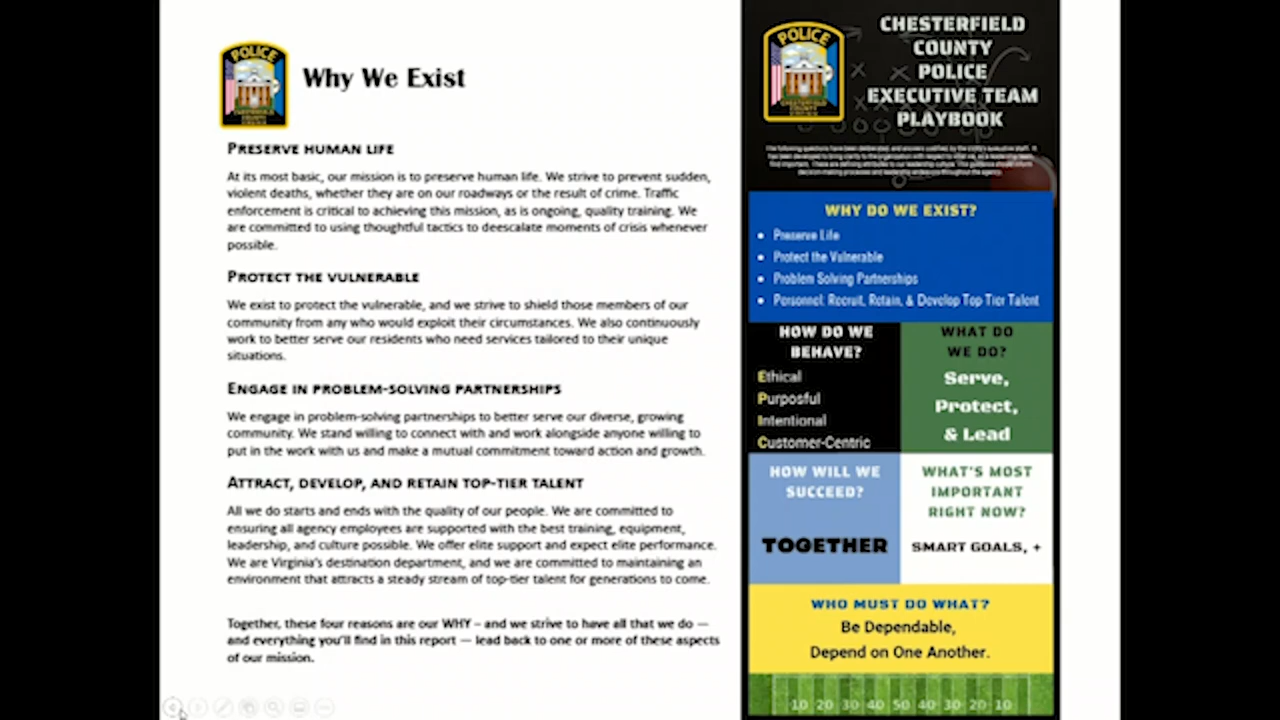 POLICE
Why We Exist
PRESERVE HUMAN LIFE
At its most basic, our mission is to preserve human life. We strive to prevent sudden,
violent deaths, whether they are on our roadways or the result of crime. Traffic
enforcement is critical to achieving this mission, as is ongoing, quality training. We
are committed to using thoughtful tactics to deescalate moments of crisis whenever
possible.
PROTECT THE VULNERABLE
We exist to protect the vulnerable, and we strive to shield those members of our
community from any who would exploit their circumstances. We also continuously
work to better serve our residents who need services tailored to their unique
situations.
ENGAGE IN PROBLEM-SOLVING PARTNERSHIPS
We engage in problem-solving partnerships to better serve our diverse, growing
community. We stand willing to connect with and work alongside anyone willing to
put in the work with us and make a mutual commitment toward action and growth.
ATTRACT, DEVELOP, AND RETAIN TOP-TIER TALENT
All we do starts and ends with the quality of our people. We are committed to
ensuring all agency employees are supported with the best training, equipment,
leadership, and culture possible. We offer elite support and expect elite performance.
We are Virginia's destination department, and we are committed to maintaining an
environment that attracts a steady stream of top-tier talent for generations to come.
Together, these four reasons are our WHY – and we strive to have all that we do —
and everything you'll find in this report — lead back to one or more of these aspects
of our mission.
POLICE
CHESTERFIELD
COUNTY
CHESTERFIELD
COUNTY
POLICE
EXECUTIVE TEAM
PLAYBOOK
WHY DO WE EXIST?
• Preserve Life
• Protect the Vulnerable
• Problem Solving Partnerships
• Personnel: Recruit, Retain, & Develop Top Tier Talent
HOW DO WE
BEHAVE?
Ethical
Purposful
Intentional
Customer-Centric
WHAT DO
WE DO?
Serve,
Protect,
& Lead
HOW WILL WE
SUCCEED?
TOGETHER
WHAT'S MOST
IMPORTANT
RIGHT NOW?
SMART GOALS, +
WHO MUST DO WHAT?
Be Dependable,
Depend on One Another.
10 20 30 40 50 40 30 20 10